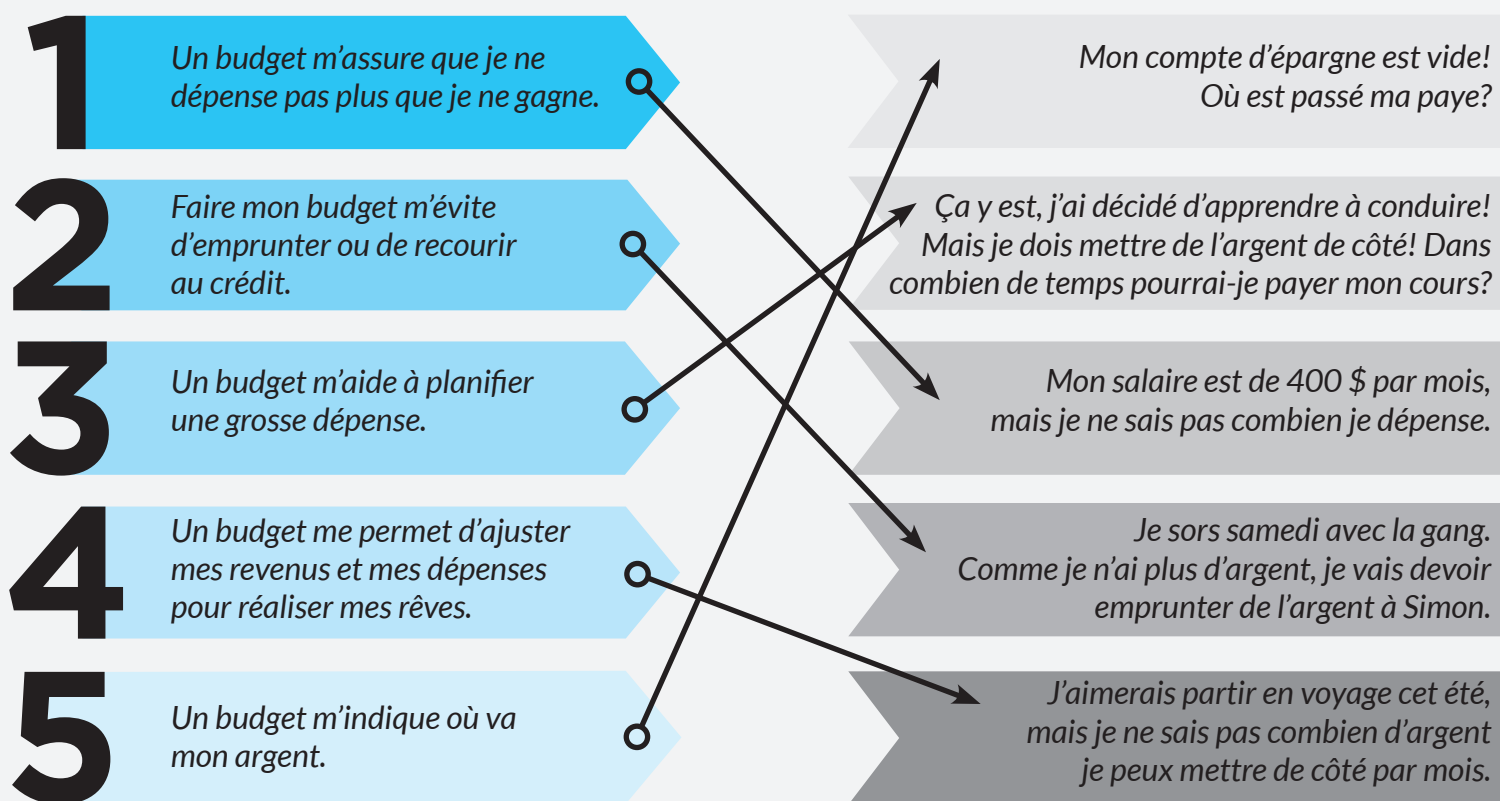 1
Un budget m’assure que je ne
dépense pas plus que je ne gagne.
2
Faire mon budget m’évite
d’emprunter ou de recourir
au crédit.
3
Un budget m’aide à planifier
une grosse dépense.
4
Un budget me permet d’ajuster
mes revenus et mes dépenses
pour réaliser mes rêves.
5
Un budget m’indique où va
mon argent.
Mon compte d’épargne est vide!
Où est passé ma paye?
Ça y est, j’ai décidé d’apprendre à conduire!
Mais je dois mettre de l’argent de côté! Dans
combien de temps pourrai-je payer mon cours?
Mon salaire est de 400 $ par mois,
mais je ne sais pas combien je dépense.
Je sors samedi avec la gang.
Comme je n’ai plus d’argent, je vais devoir
emprunter de l’argent à Simon.
J’aimerais partir en voyage cet été,
mais je ne sais pas combien d’argent
je peux mettre de côté par mois.